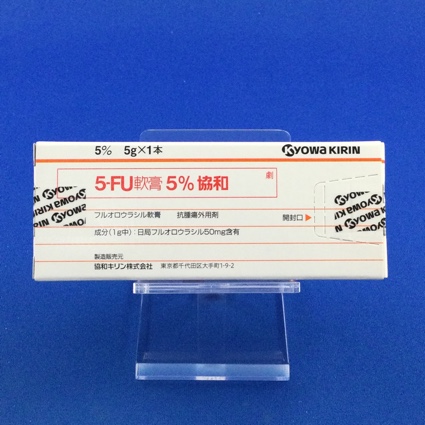 5% 5g×1本
KYOWA KIRIN
5-FU軟膏 5% 協和
劇
フルオロウラシル軟膏 抗腫瘍外用剤
開封口▶
成分(1g中):日局フルオロウラシル50mg含有
製造販売元
協和キリン株式会社 東京都千代田区大手町1-9-2
KYOWA KIRIN
KYOWA KIRIN